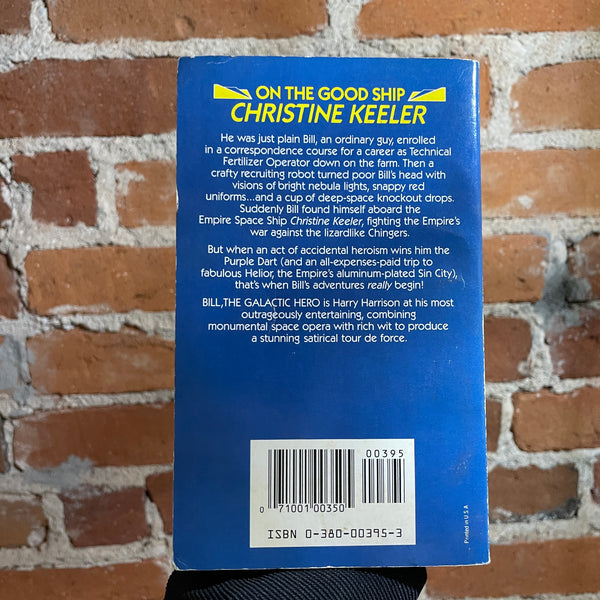 ON THE GOOD SHIP
CHRISTINE KEELER
He was just plain Bill, an ordinary guy, enrolled
in a correspondence course for a career as Technical
Fertilizer Operator down on the farm. Then a
crafty recruiting robot turned poor Bill's head with
visions of bright nebula lights, snappy red
uniforms...and a cup of deep-space knockout drops.
Suddenly Bill found himself aboard the
Empire Space Ship Christine Keeler, fighting the Empire's
war against the lizardlike Chingers.
But when an act of accidental heroism wins him the
Purple Dart (and an all-expenses-paid trip to
fabulous Helior, the Empire's aluminum-plated Sin City),
that's when Bill's adventures really begin!
BILL, THE GALACTIC HERO is Harry Harrison at his most
outrageously entertaining, combining
monumental space opera with rich wit to produce
a stunning satirical tour de force.
00395
0 71001 00350
ISBN 0-380-00395-3
Printed in U.S.A.